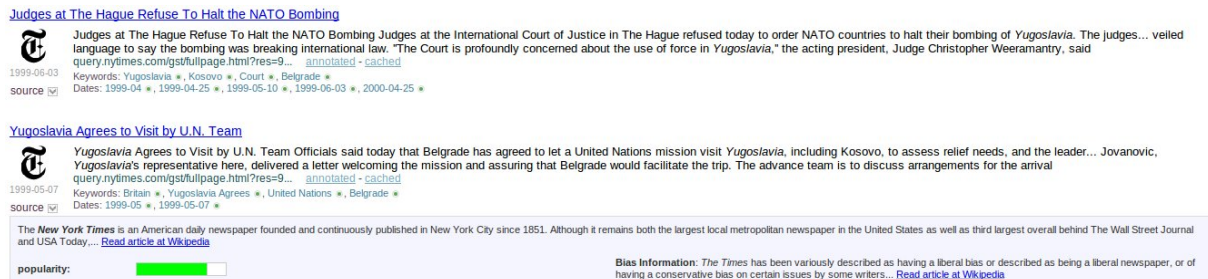 Judges at The Hague Refuse To Halt the NATO Bombing
Judges at The Hague Refuse To Halt the NATO Bombing Judges at the International Court of Justice in The Hague refused today to order NATO countries to halt their bombing of Yugoslavia. The judges... veiled
language to say the bombing was breaking international law. "The Court is profoundly concerned about the use of force in Yugoslavia," the acting president, Judge Christopher Weeramantry, said
query.nytimes.com/gst/fullpage.html?res=9... annotated - cached
1999-06-03
Keywords: Yugoslavia, Kosovo, Court, Belgrade
source
Dates: 1999-04, 1999-04-25, 1999-05-10, 1999-06-03, 2000-04-25
Yugoslavia Agrees to Visit by U.N. Team
Yugoslavia Agrees to Visit by U.N. Team Officials said today that Belgrade has agreed to let a United Nations mission visit Yugoslavia, including Kosovo, to assess relief needs, and the leader... Jovanovic,
Yugoslavia's representative here, delivered a letter welcoming the mission and assuring that Belgrade would facilitate the trip. The advance team is to discuss arrangements for the arrival
query.nytimes.com/gst/fullpage.html?res=9... annotated - cached
1999-05-07
Keywords: Britain, Yugoslavia Agrees, United Nations, Belgrade
source
Dates: 1999-05, 1999-05-07
The New York Times is an American daily newspaper founded and continuously published in New York City since 1851. Although it remains both the largest local metropolitan newspaper in the United States as well as third largest overall behind The Wall Street Journal
and USA Today,... Read article at Wikipedia
popularity:
Bias Information: The Times has been variously described as having a liberal bias or described as being a liberal newspaper, or of
having a conservative bias on certain issues by some writers... Read article at Wikipedia